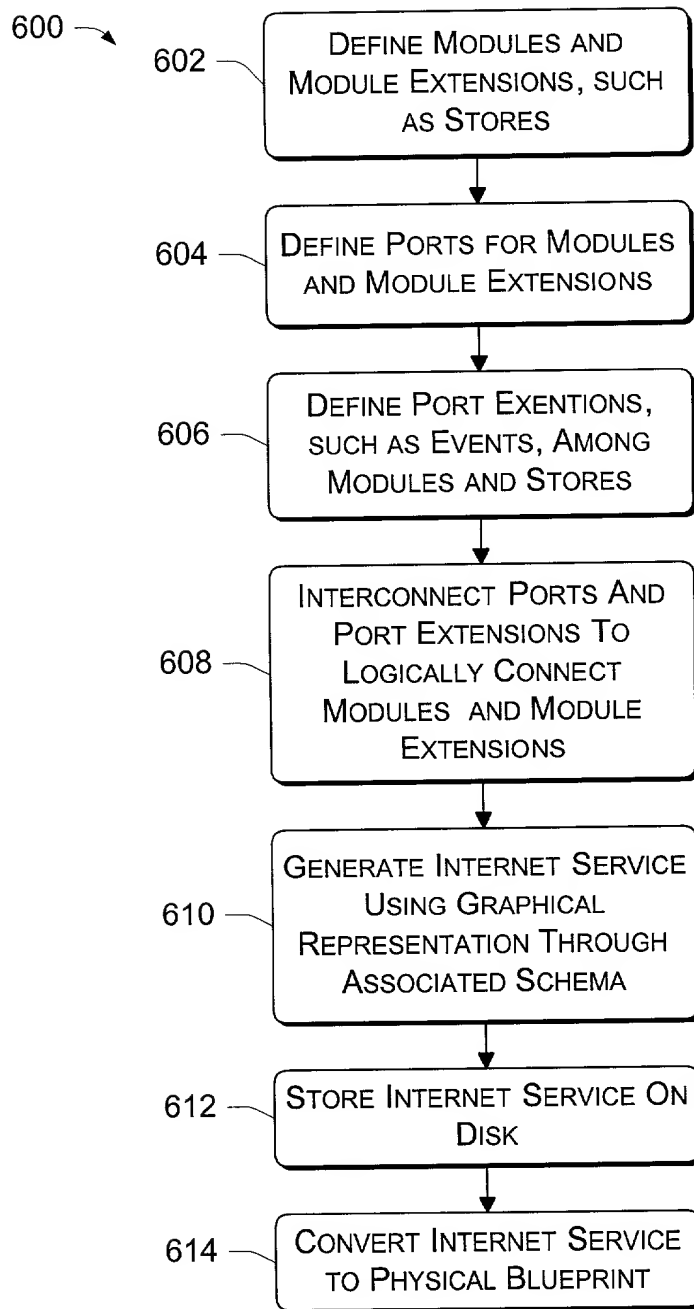 600
602
DEFINE MODULES AND
MODULE EXTENSIONS, SUCH
AS STORES
604
DEFINE PORTS FOR MODULES
AND MODULE EXTENSIONS
606
DEFINE PORT EXENTIONS,
SUCH AS EVENTS, AMONG
MODULES AND STORES
608
INTERCONNECT PORTS AND
PORT EXTENSIONS TO
LOGICALLY CONNECT
MODULES AND MODULE
EXTENSIONS
610
GENERATE INTERNET SERVICE
USING GRAPHICAL
REPRESENTATION THROUGH
ASSOCIATED SCHEMA
612
STORE INTERNET SERVICE ON
DISK
614
CONVERT INTERNET SERVICE
TO PHYSICAL BLUEPRINT